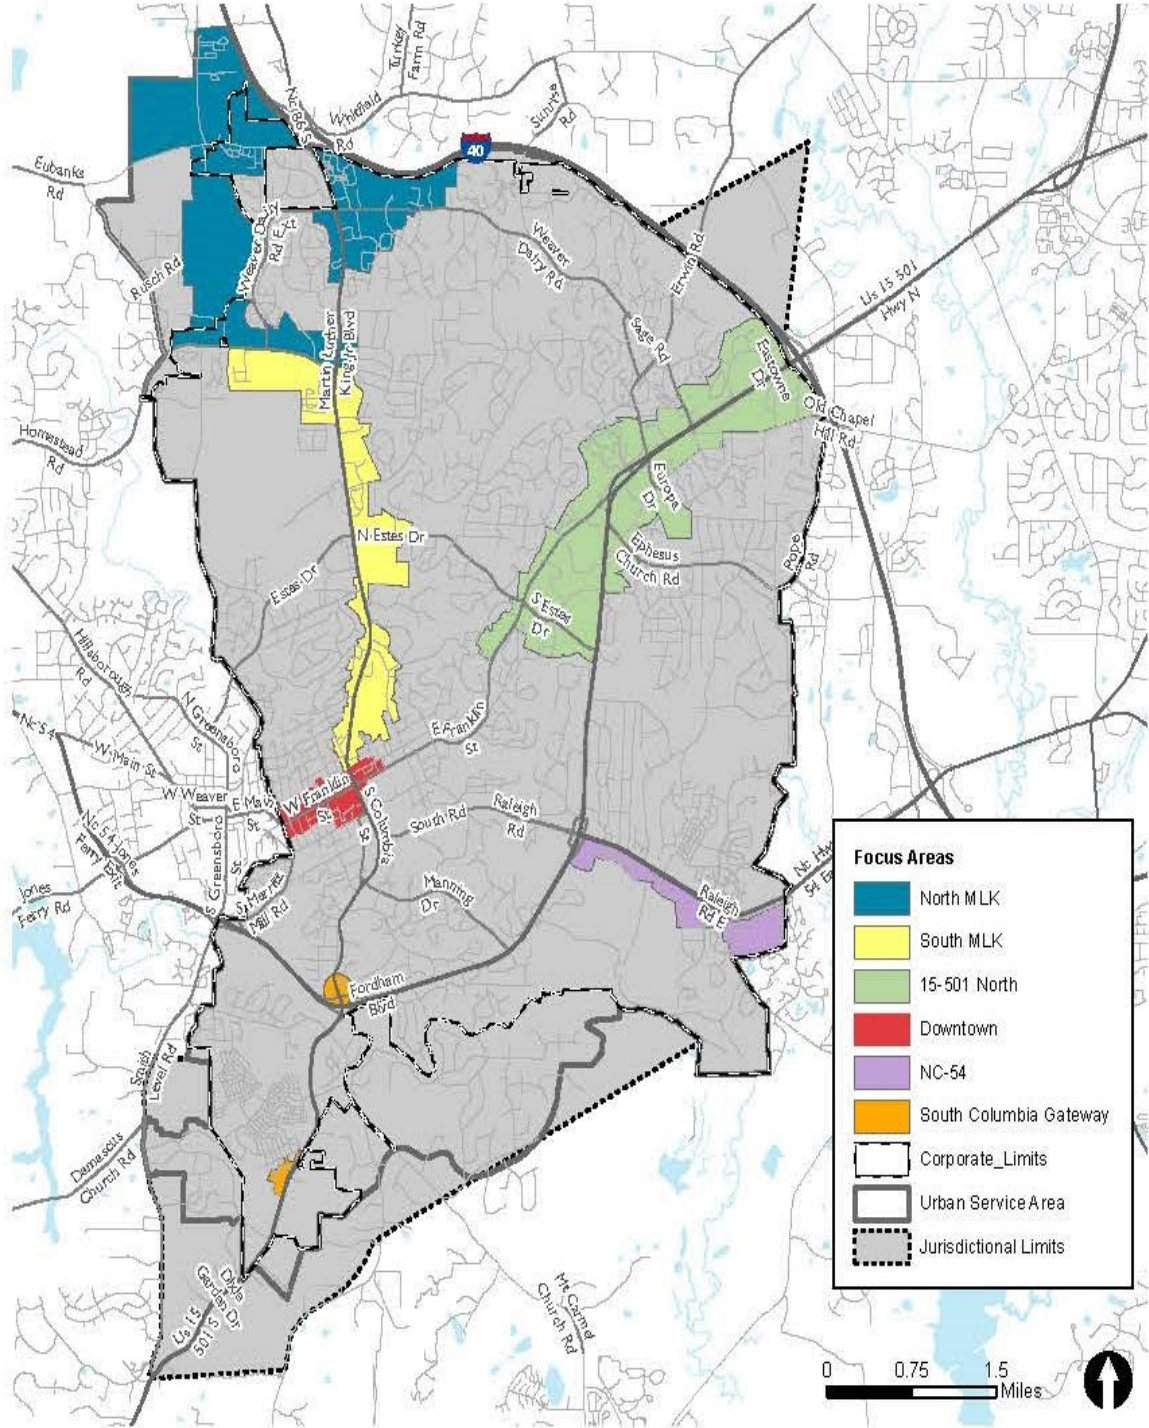 Turkey
Farm Rd
Nc 86 S
Whitfield
Rd
Sunrise
Rd
40
Eubanks
Rd
Weaver Dairy
Rd Ext
Rusch Rd
Weaver
Dairy Rd
Erwin Rd
Us 15 501
Hwy N
Sage Rd
Martin Luther
King Jr Blvd
Eastowne
Dr
Old Chapel
Hill Rd
Homestead
Rd
Europa
Dr
N Estes Dr
Estes Dr
Ephesus
Church Rd
Pope
Rd
S Estes
Dr
Hillsborough
Rd
N Greensboro
St
Nc 54
W Main St
E Franklin
St
W Weaver
St
E Main
St
W Franklin
St
S Columbia
St
South Rd
Raleigh
Rd
Nc 54 Jones
Ferry Exit
S Greensboro
St
Jones
Ferry Rd
S Merritt
Mill Rd
Manning
Dr
Raleigh
Rd E
Nc Hwy
54 E
Fordham
Blvd
Smith
Level Rd
Damascus
Church Rd
Dixie
Garden Dr
Us 15
501 S
Mt Carmel
Church Rd
Focus Areas
North MLK
South MLK
15-501 North
Downtown
NC-54
South Columbia Gateway
Corporate_Limits
Urban Service Area
Jurisdictional Limits
0 0.75 1.5
Miles